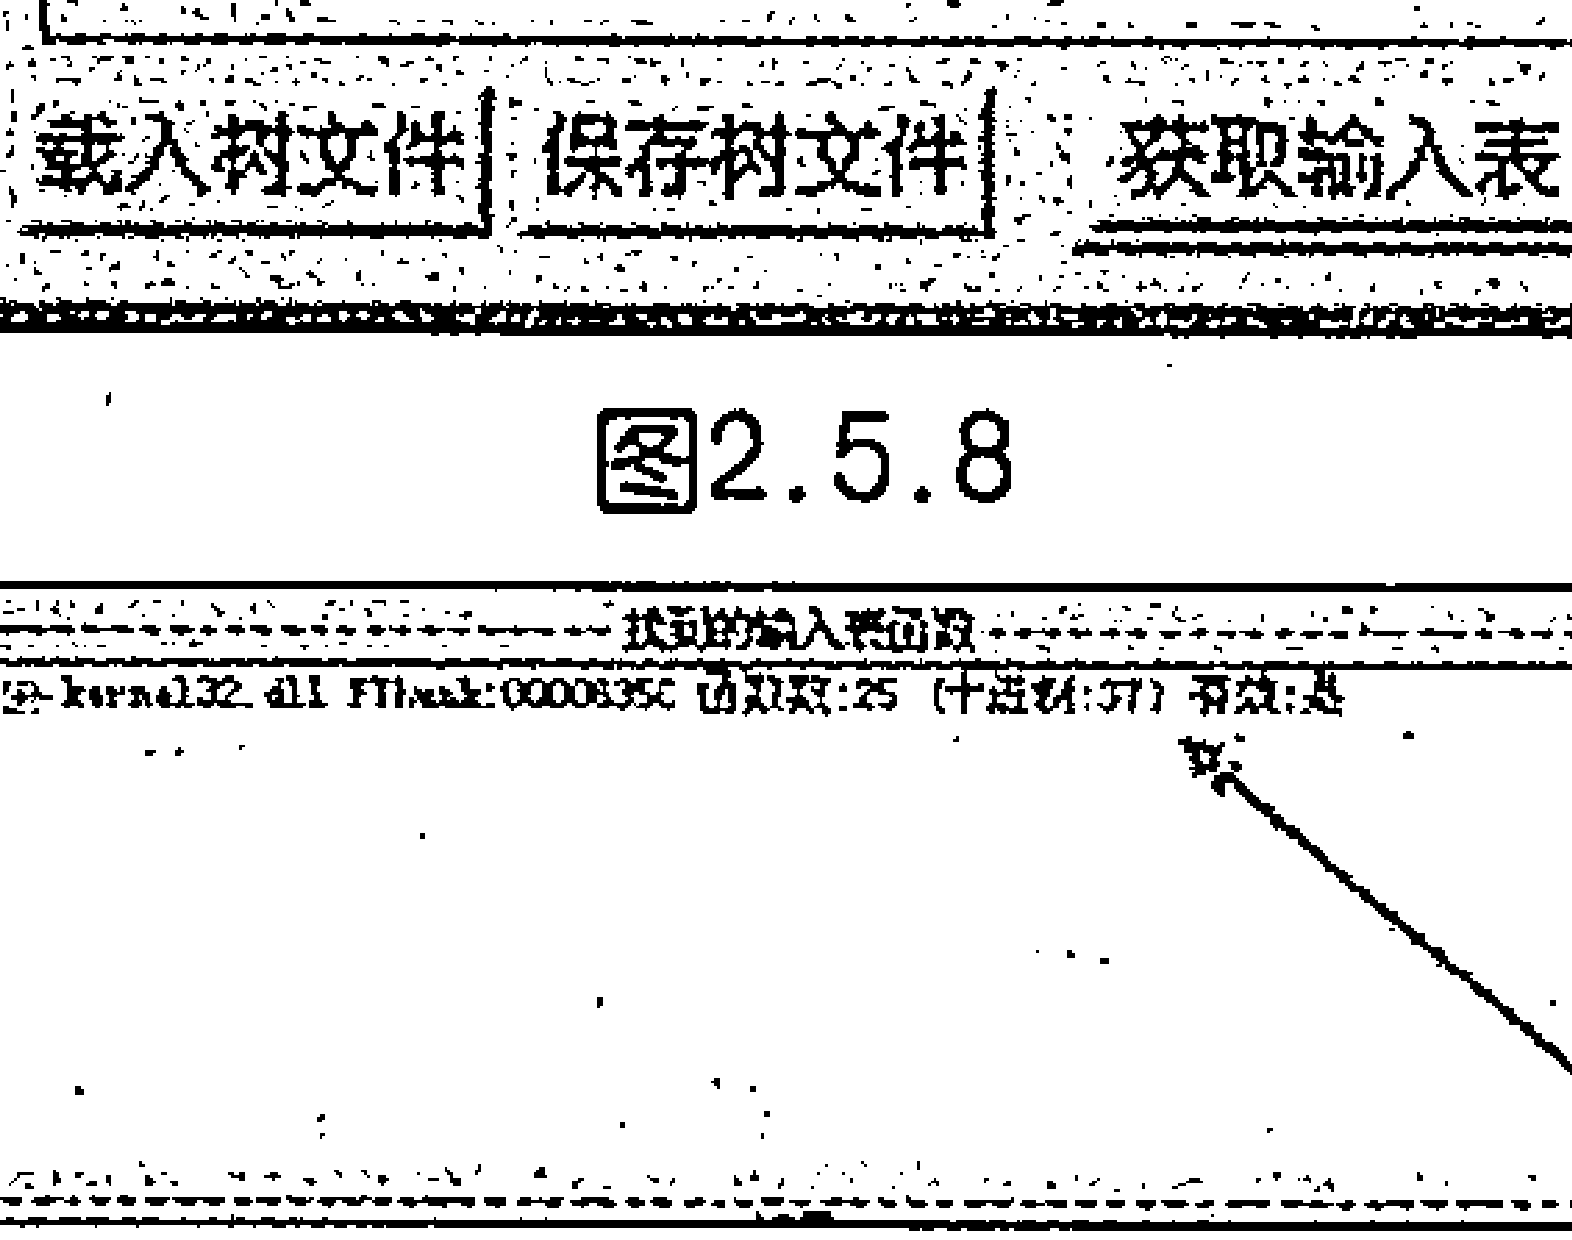 载入树文件 保存树文件 获取输入表
图2.5.8
找到的输入表函数
kernel32.dll FThunk:00006350 函数数:25 (十进制:37) 有效:是